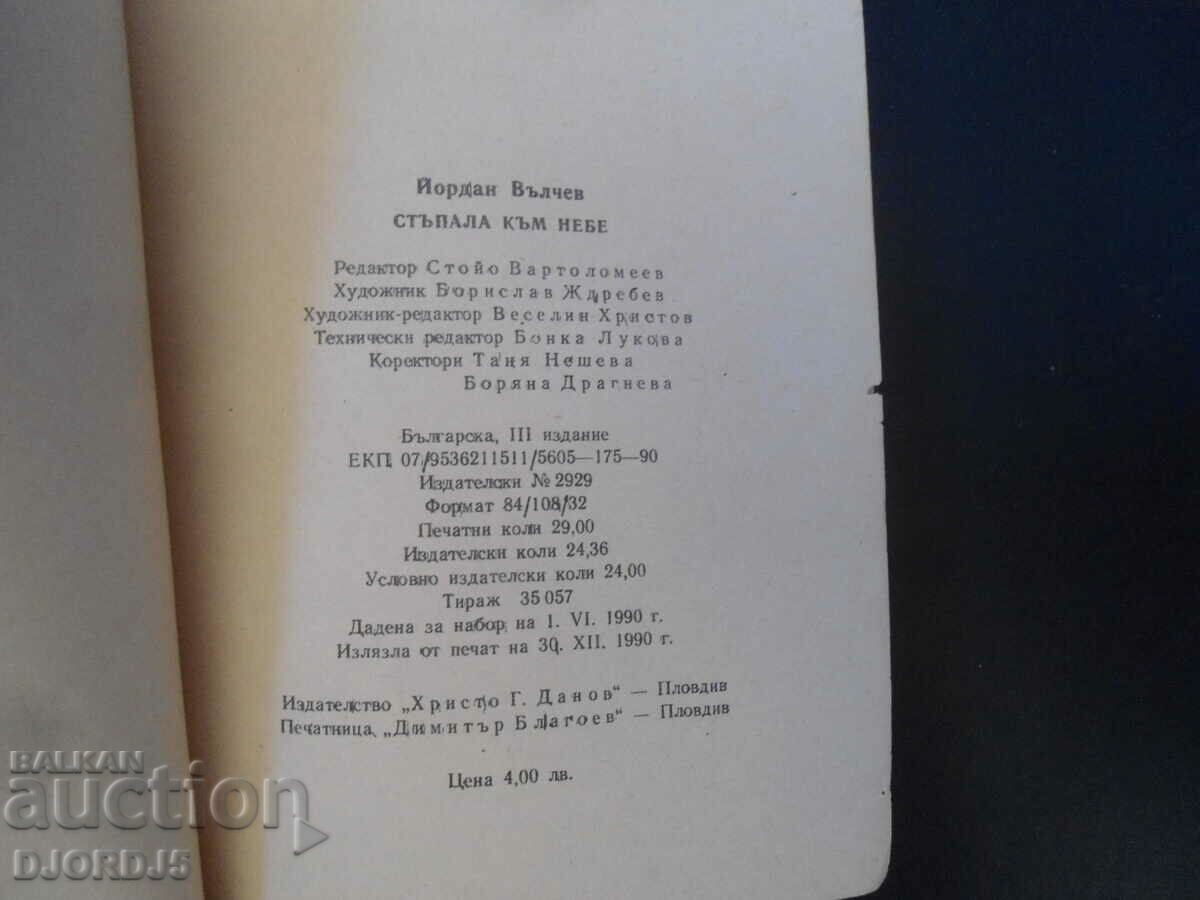 Йордан Вълчев
СТЪПАЛА КЪМ НЕБЕ
Редактор Стойо Вартоломеев
Художник Борислав Ждребев
Художник-редактор Веселин Христов
Технически редактор Бонка Лукова
Коректори Таня Нешева
Боряна Драгнева
Българска, III издание
ЕКП 07/9536211511/5605—175—90
Издателски № 2929
Формат 84/108/32
Печатни коли 29,00
Издателски коли 24,36
Условно издателски коли 24,00
Тираж 35 057
Дадена за набор на 1. VI. 1990 г.
Излязла от печат на 30. XII. 1990 г.
Издателство „Христо Г. Данов“ — Пловдив
Печатница „Димитър Благоев“ — Пловдив
Цена 4,00 лв.
BALKAN
auction
DJORDJ5